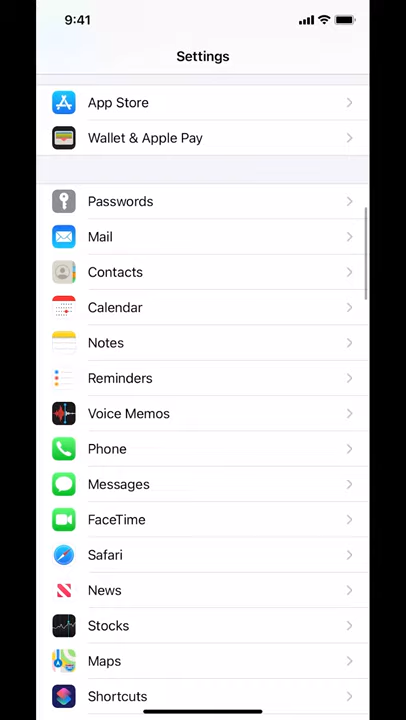 9:41
Settings
App Store
Wallet & Apple Pay
Passwords
Mail
Contacts
Calendar
Notes
Reminders
Voice Memos
Phone
Messages
FaceTime
Safari
News
Stocks
Maps
Shortcuts